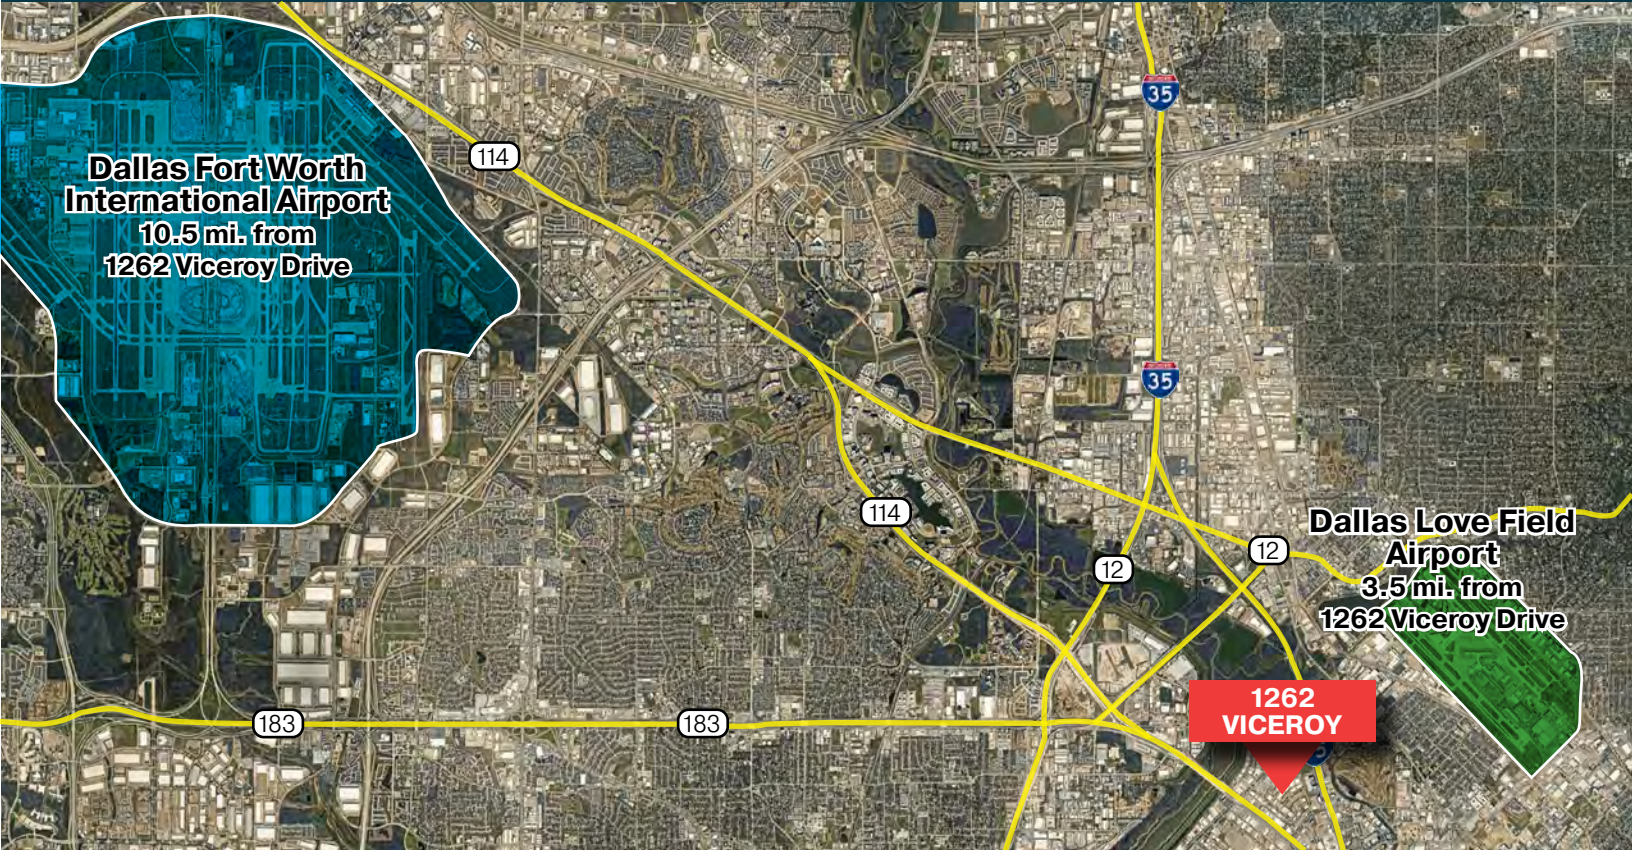 35
114
Dallas Fort Worth
International Airport
10.5 mi. from
1262 Viceroy Drive
35
114
12
12
Dallas Love Field
Airport
3.5 mi. from
1262 Viceroy Drive
183
183
1262
VICEROY